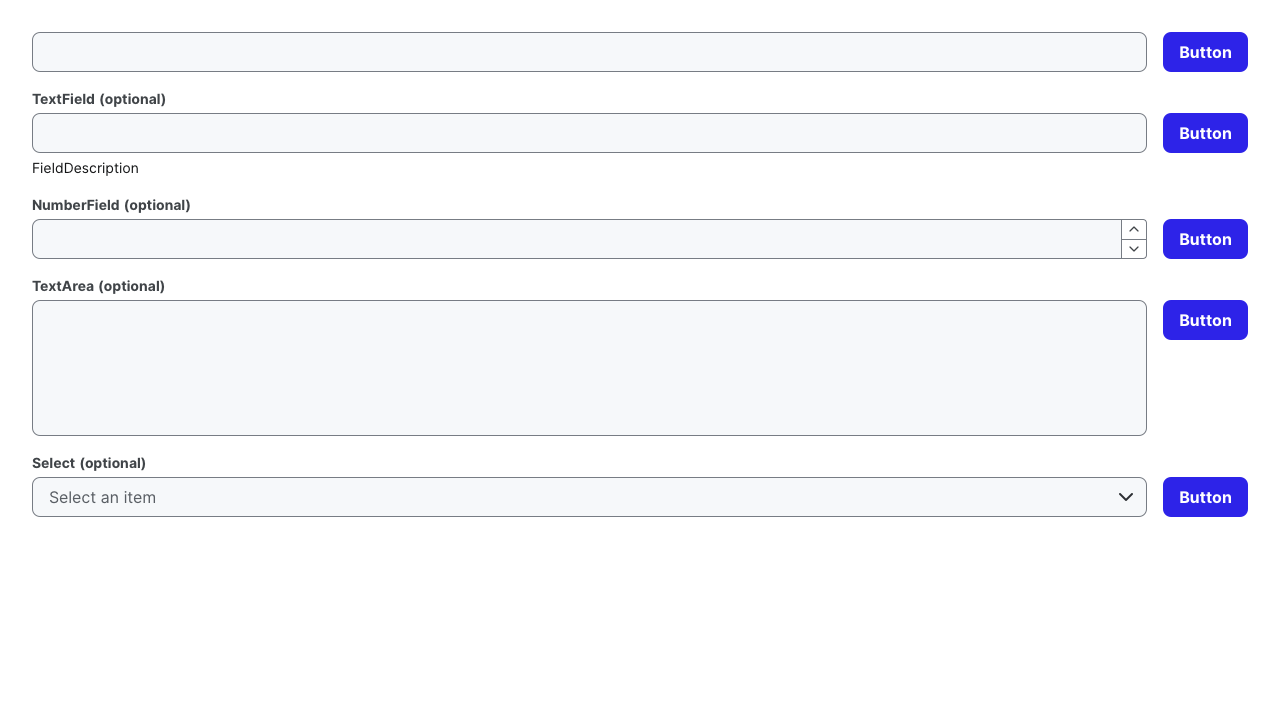 Button
TextField (optional)
Button
FieldDescription
NumberField (optional)
Button
TextArea (optional)
Button
Select (optional)
Select an item
Button